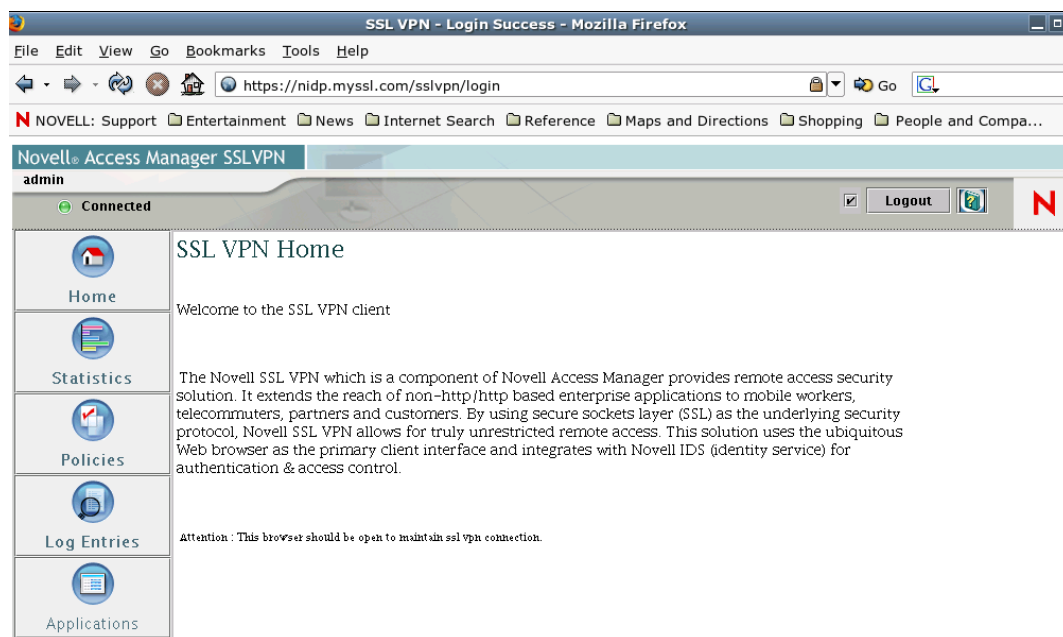 SSL VPN - Login Success - Mozilla Firefox
File Edit View Go Bookmarks Tools Help
https://nidp.myssl.com/sslvpn/login Go G
N NOVELL: Support Entertainment News Internet Search Reference Maps and Directions Shopping People and Compa...
Novell® Access Manager SSLVPN
admin
Connected
Logout
N
Home
Statistics
Policies
Log Entries
Applications
SSL VPN Home
Welcome to the SSL VPN client
The Novell SSL VPN which is a component of Novell Access Manager provides remote access security
solution. It extends the reach of non-http/http based enterprise applications to mobile workers,
telecommuters, partners and customers. By using secure sockets layer (SSL) as the underlying security
protocol, Novell SSL VPN allows for truly unrestricted remote access. This solution uses the ubiquitous
Web browser as the primary client interface and integrates with Novell IDS (identity service) for
authentication & access control.
Attention : This browser should be open to maintain ssl vpn connection.